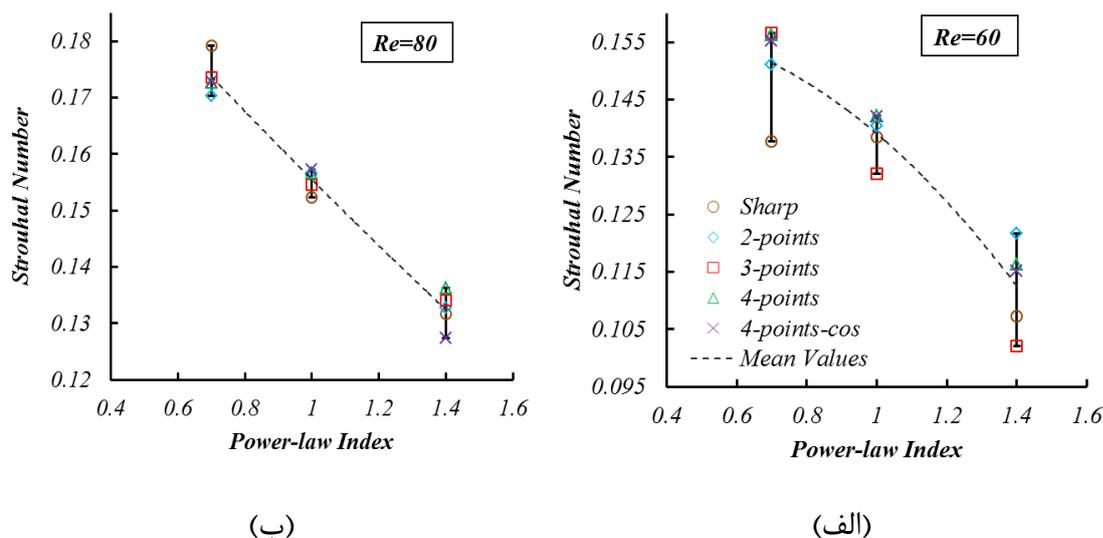 Re=80
Strouhal Number
0.18
0.17
0.16
0.15
0.14
0.13
0.12
0.4 0.6 0.8 1 1.2 1.4 1.6
Power-law Index
(ب)
Re=60
Strouhal Number
0.155
0.145
0.135
0.125
0.115
0.105
0.095
Sharp
2-points
3-points
4-points
4-points-cos
Mean Values
0.4 0.6 0.8 1 1.2 1.4 1.6
Power-law Index
(الف)